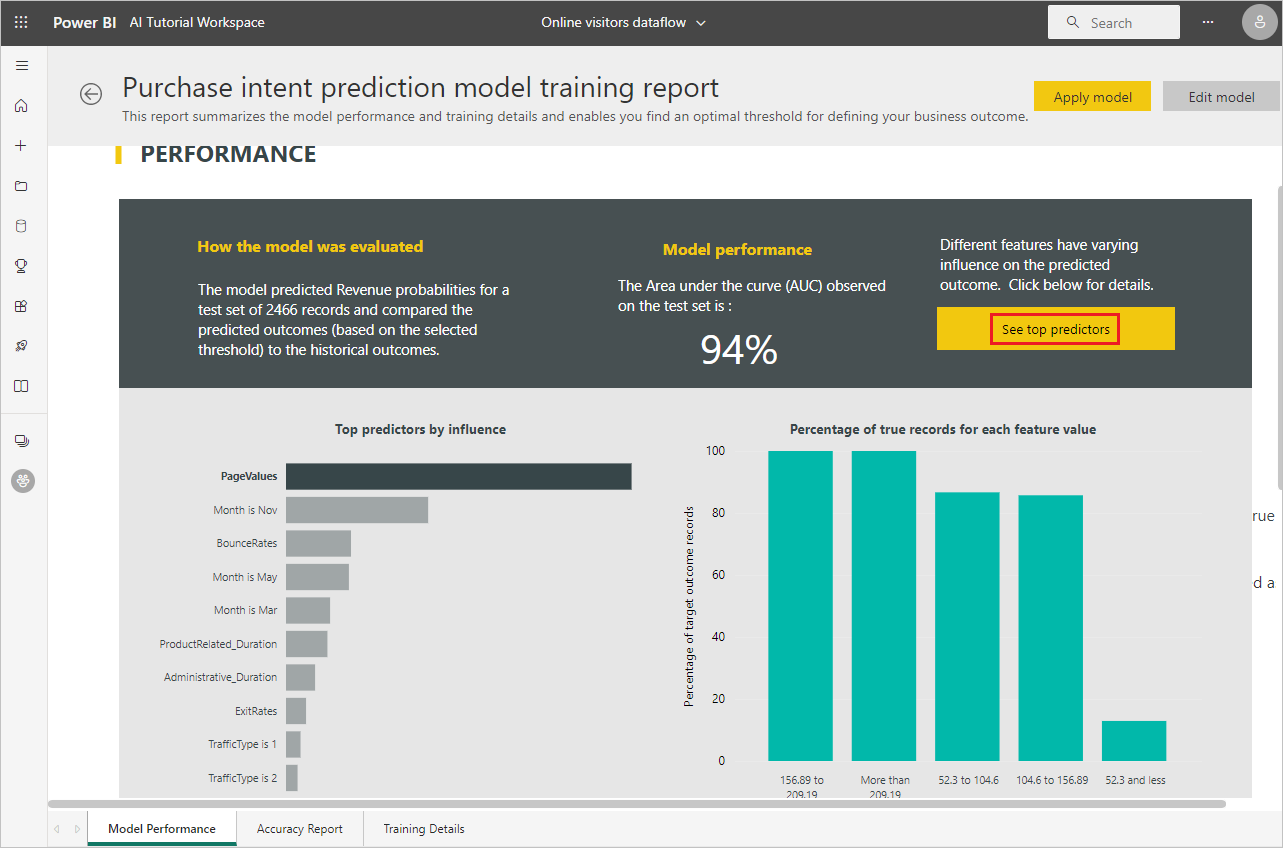 Power BI AI Tutorial Workspace
Online visitors dataflow
Search
Purchase intent prediction model training report
This report summarizes the model performance and training details and enables you find an optimal threshold for defining your business outcome.
Apply model
Edit model
PERFORMANCE
How the model was evaluated
The model predicted Revenue probabilities for a
test set of 2466 records and compared the
predicted outcomes (based on the selected
threshold) to the historical outcomes.
Model performance
The Area under the curve (AUC) observed
on the test set is :
94%
Different features have varying
influence on the predicted
outcome. Click below for details.
See top predictors
Top predictors by influence
PageValues
Month is Nov
BounceRates
Month is May
Month is Mar
ProductRelated_Duration
Administrative_Duration
ExitRates
TrafficType is 1
TrafficType is 2
Percentage of true records for each feature value
Percentage of target outcome records
100
80
60
40
20
0
156.89 to
209.19
More than
209.19
52.3 to 104.6
104.6 to 156.89
52.3 and less
rue
d a
Model Performance
Accuracy Report
Training Details